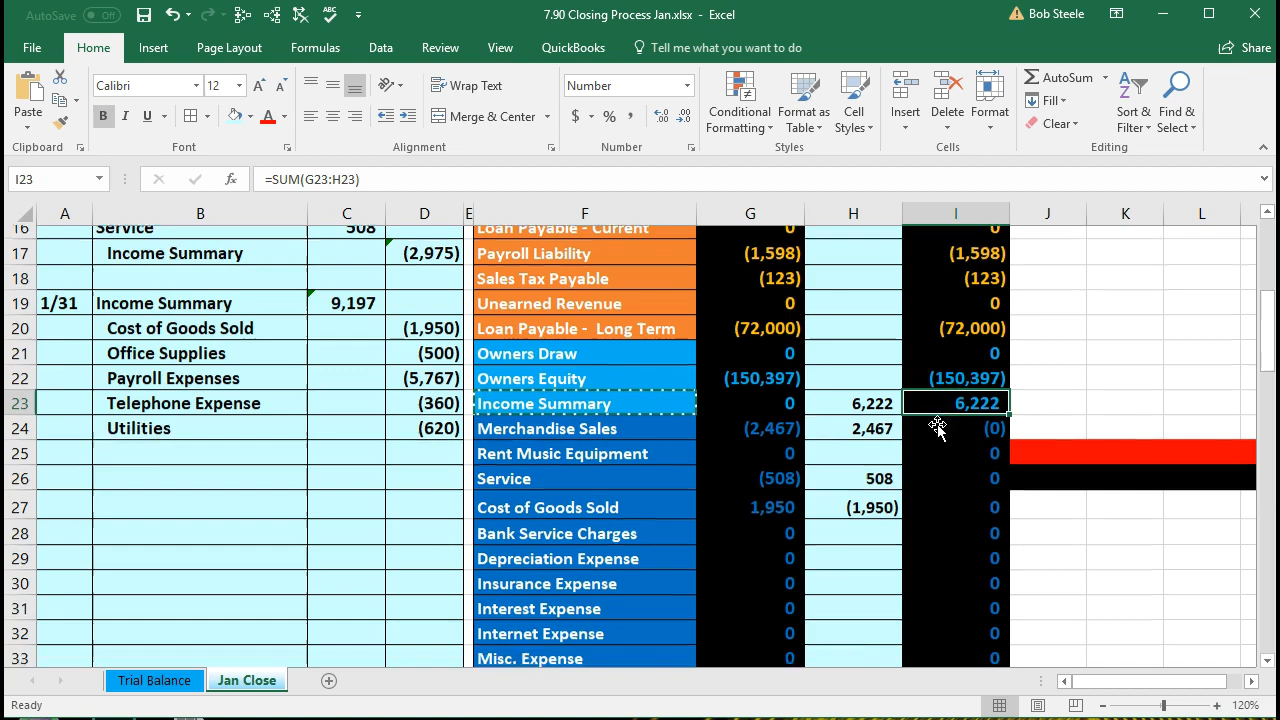 AutoSave Off 7.90 Closing Process Jan.xlsx - Excel Bob Steele
File Home Insert Page Layout Formulas Data Review View QuickBooks Tell me what you want to do Share
Calibri 12 Wrap Text Number AutoSum
Paste Merge & Center Conditional Formatting Format as Table Cell Styles Insert Delete Format Fill Clear Sort & Filter Find & Select
Clipboard Font Alignment Number Styles Cells Editing
I23 fx =SUM(G23:H23)
A B C D E F G H I J K L
16 Service 508 Loan Payable - Current 0 0
17 Income Summary (2,975) Payroll Liability (1,598) (1,598)
18 Sales Tax Payable (123) (123)
19 1/31 Income Summary 9,197 Unearned Revenue 0 0
20 Cost of Goods Sold (1,950) Loan Payable - Long Term (72,000) (72,000)
21 Office Supplies (500) Owners Draw 0 0
22 Payroll Expenses (5,767) Owners Equity (150,397) (150,397)
23 Telephone Expense (360) Income Summary 0 6,222 6,222
24 Utilities (620) Merchandise Sales (2,467) 2,467 (0)
25 Rent Music Equipment 0 0
26 Service (508) 508 0
27 Cost of Goods Sold 1,950 (1,950) 0
28 Bank Service Charges 0 0
29 Depreciation Expense 0 0
30 Insurance Expense 0 0
31 Interest Expense 0 0
32 Internet Expense 0 0
33 Misc. Expense 0 0
Trial Balance Jan Close
Ready 120%